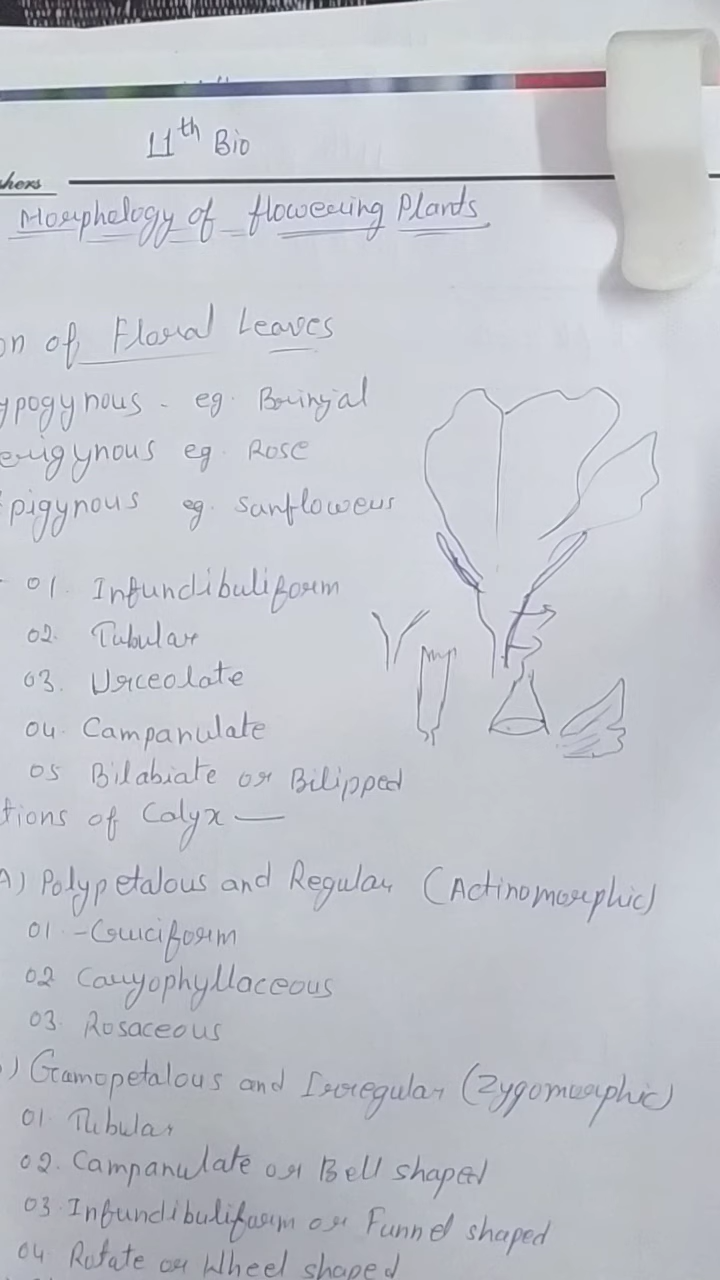 11th Bio
hers
Morphology of flowering Plants
on of Floral Leaves
ypogynous - eg. Brinjal
erigynous eg. Rose
pigynous eg. Sunflower
01. Infundibuliform
02. Tubular
03. Urceolate
04. Campanulate
05 Bilabiate or Bilipped
tions of Calyx —
A) Polypetalous and Regular (Actinomorphic)
01 - Cruciform
02 Caryophyllaceous
03. Rosaceous
) Gamopetalous and Irregular (Zygomorphic)
01. Tubular
02. Campanulate or Bell shaped
03. Infundibuliform or Funnel shaped
04 Rotate or Wheel shaped